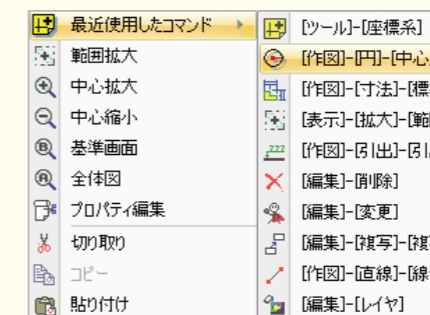 最近使用したコマンド
範囲拡大
中心拡大
中心縮小
基準画面
全体図
プロパティ編集
切り取り
コピー
貼り付け
[ツール]-[座標系]
[作図]-[円]-[中心
[作図]-[寸法]-[標
[表示]-[拡大]-[範
[作図]-[引出]-[引
[編集]-[削除]
[編集]-[変更]
[編集]-[複写]-[複
[作図]-[直線]-[線
[編集]-[レイヤ]